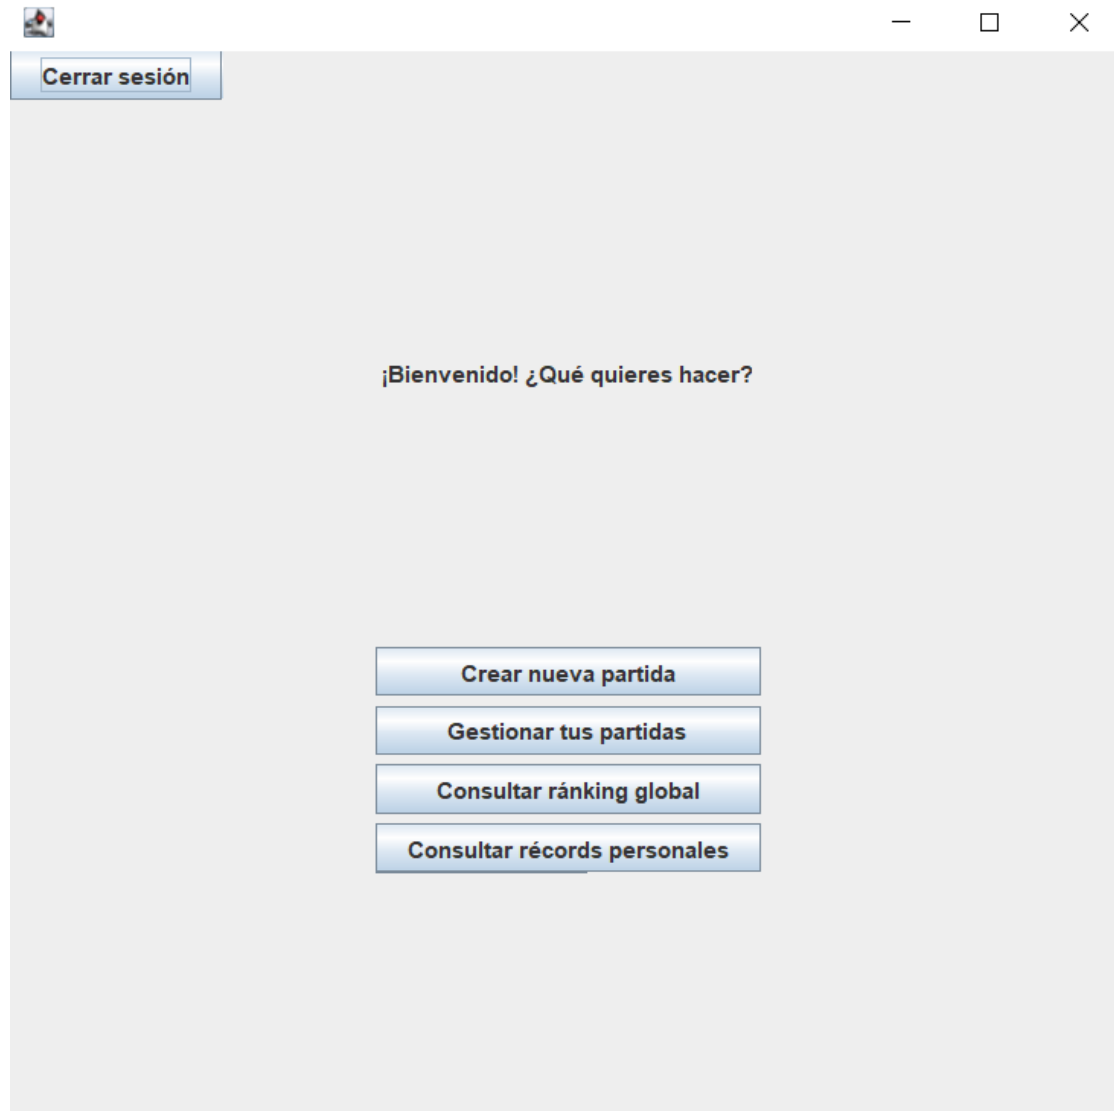 Cerrar sesión
¡Bienvenido! ¿Qué quieres hacer?
Crear nueva partida
Gestionar tus partidas
Consultar ránking global
Consultar récords personales